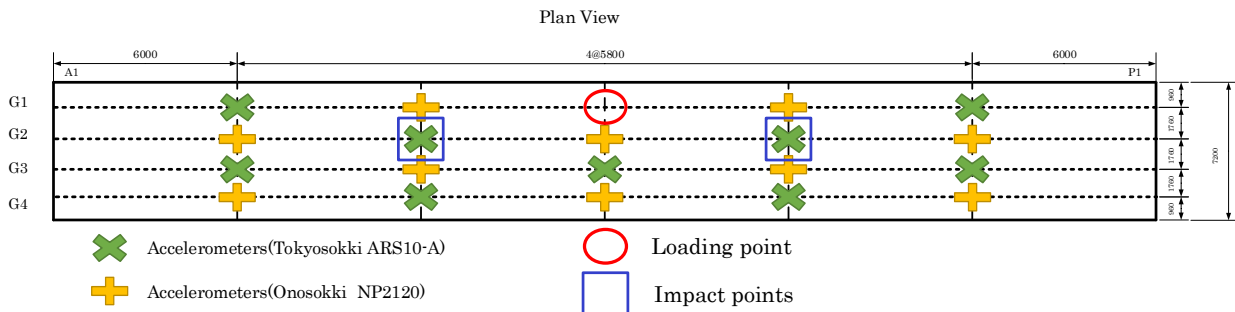 Plan View
6000
4@5800
6000
A1
P1
G1
G2
G3
G4
960
1760
1760
1760
960
7200
Accelerometers(Tokyosokki ARS10-A)
Loading point
Accelerometers(Onosokki NP2120)
Impact points